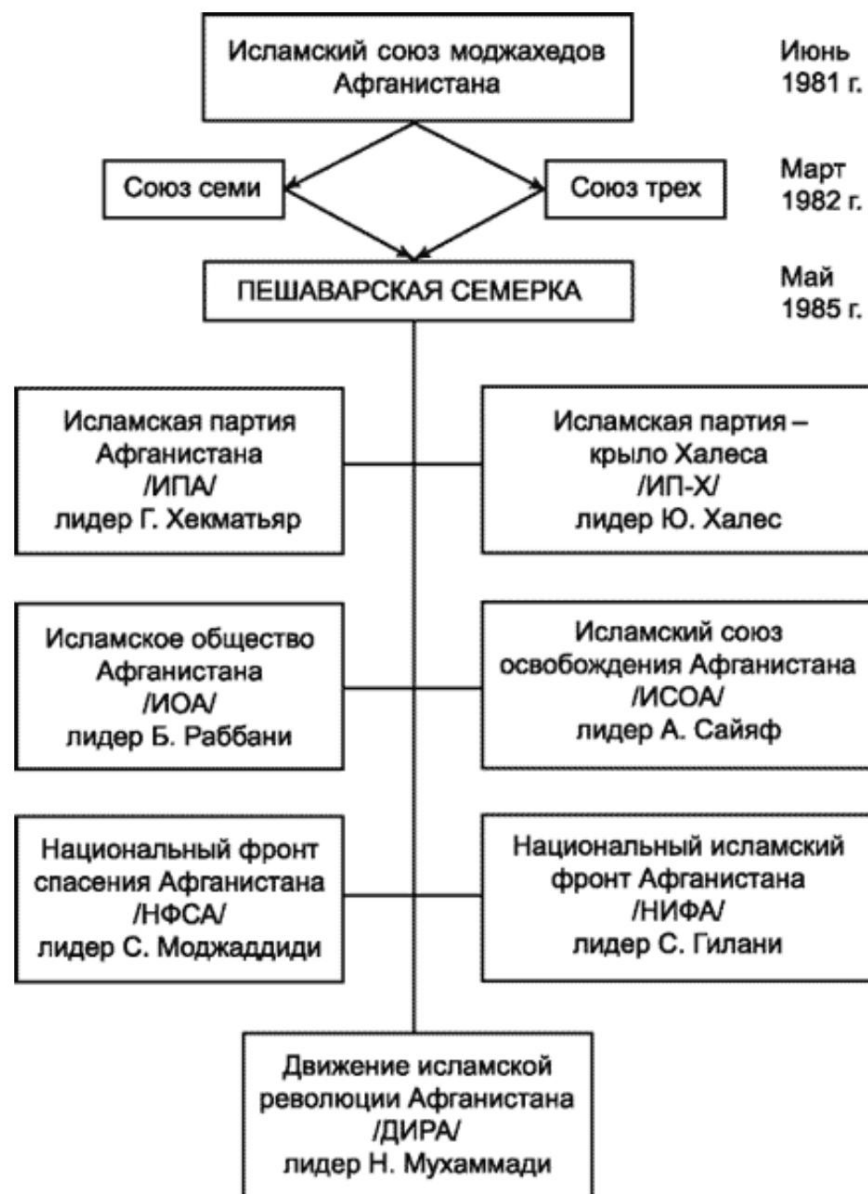 Исламский союз моджахедов
Афганистана
Июнь
1981 г.
Союз семи
Союз трех
Март
1982 г.
ПЕШАВАРСКАЯ СЕМЕРКА
Май
1985 г.
Исламская партия
Афганистана
/ИПА/
лидер Г. Хекматьяр
Исламская партия –
крыло Халеса
/ИП-Х/
лидер Ю. Халес
Исламское общество
Афганистана
/ИОА/
лидер Б. Раббани
Исламский союз
освобождения Афганистана
/ИСОА/
лидер А. Сайяф
Национальный фронт
спасения Афганистана
/НФСА/
лидер С. Моджаддиди
Национальный исламский
фронт Афганистана
/НИФА/
лидер С. Гилани
Движение исламской
революции Афганистана
/ДИРА/
лидер Н. Мухаммади